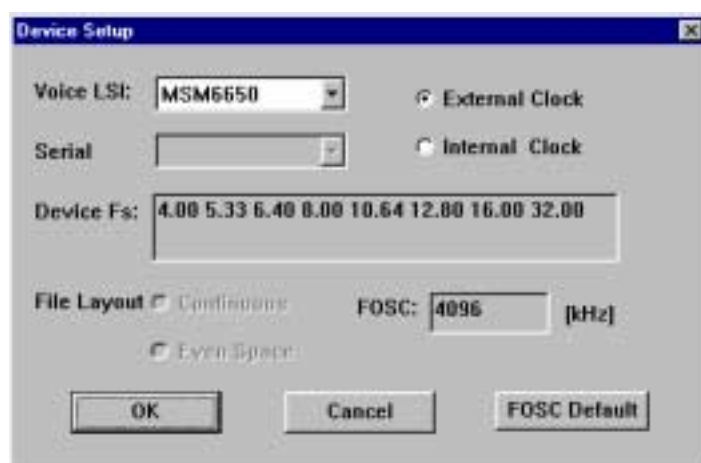 Device Setup
Voice LSI: MSM6650
External Clock
Serial
Internal Clock
Device Fs: 4.00 5.33 6.40 8.00 10.64 12.80 16.00 32.00
File Layout Continuous FOSC: 4096 [kHz]
Even Space
OK Cancel FOSC Default